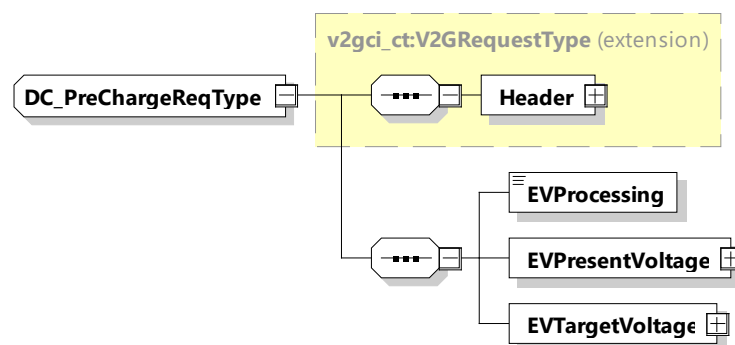 v2gci_ct:V2GRequestType (extension)
DC_PreChargeReqType
Header
EVProcessing
EVPresentVoltage
EVTargetVoltage